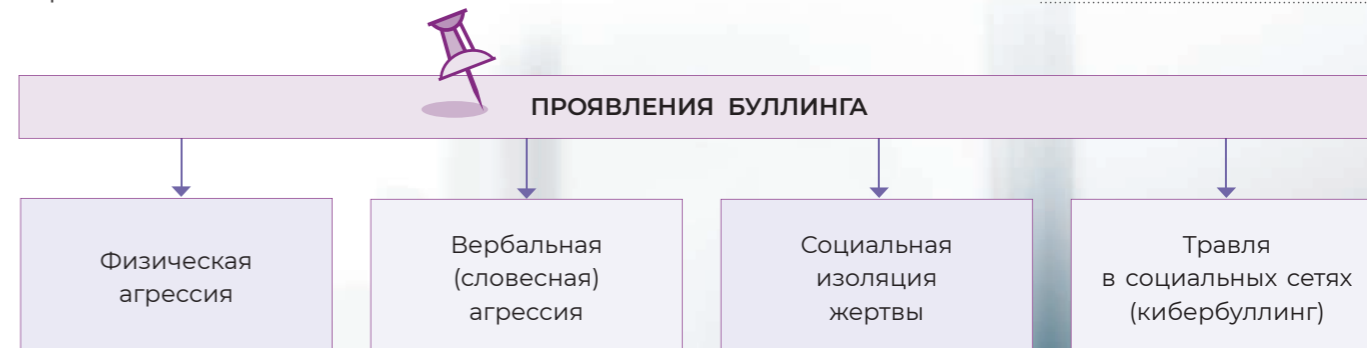 ПРОЯВЛЕНИЯ БУЛЛИНГА
Физическая
агрессия
Вербальная
(словесная)
агрессия
Социальная
изоляция
жертвы
Травля
в социальных сетях
(кибербуллинг)